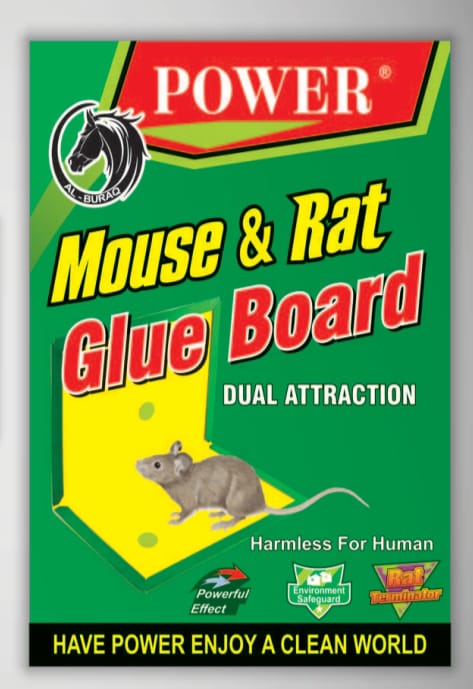 POWER®
AL-BURAQ
Mouse & Rat
Glue Board
DUAL ATTRACTION
Harmless For Human
Powerful
Effect
Environment
Safeguard
Rat
Terminator
HAVE POWER ENJOY A CLEAN WORLD